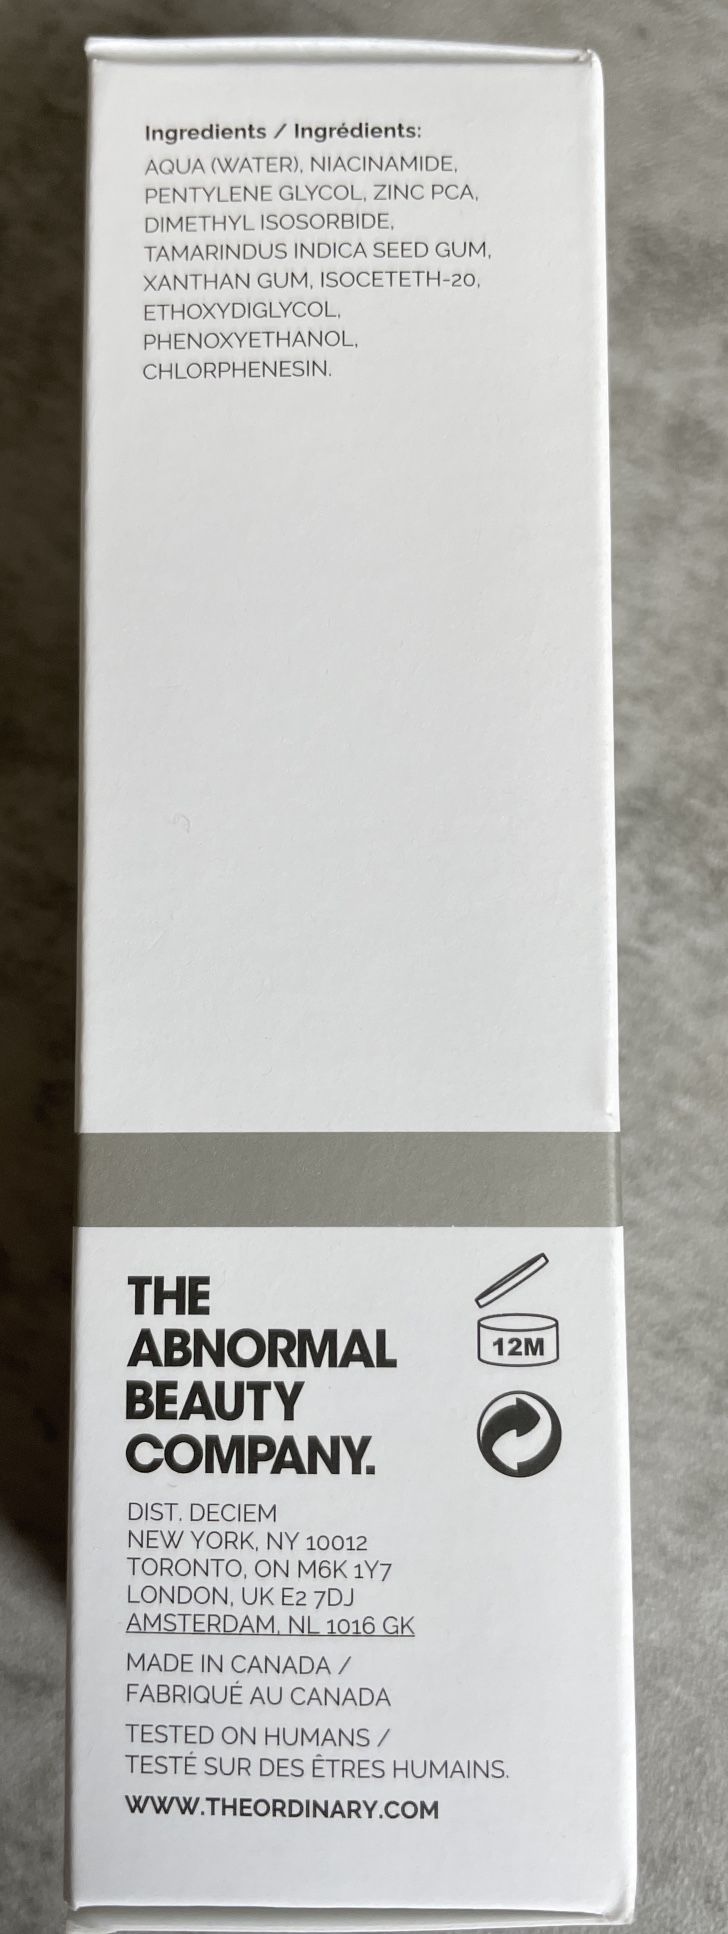 Ingredients / Ingrédients:
AQUA (WATER), NIACINAMIDE,
PENTYLENE GLYCOL, ZINC PCA,
DIMETHYL ISOSORBIDE,
TAMARINDUS INDICA SEED GUM,
XANTHAN GUM, ISOCETETH-20,
ETHOXYDIGLYCOL,
PHENOXYETHANOL,
CHLORPHENESIN.
THE
ABNORMAL
BEAUTY
COMPANY.
12M
DIST. DECIEM
NEW YORK, NY 10012
TORONTO, ON M6K 1Y7
LONDON, UK E2 7DJ
AMSTERDAM, NL 1016 GK
MADE IN CANADA /
FABRIQUÉ AU CANADA
TESTED ON HUMANS /
TESTÉ SUR DES ÊTRES HUMAINS.
WWW.THEORDINARY.COM